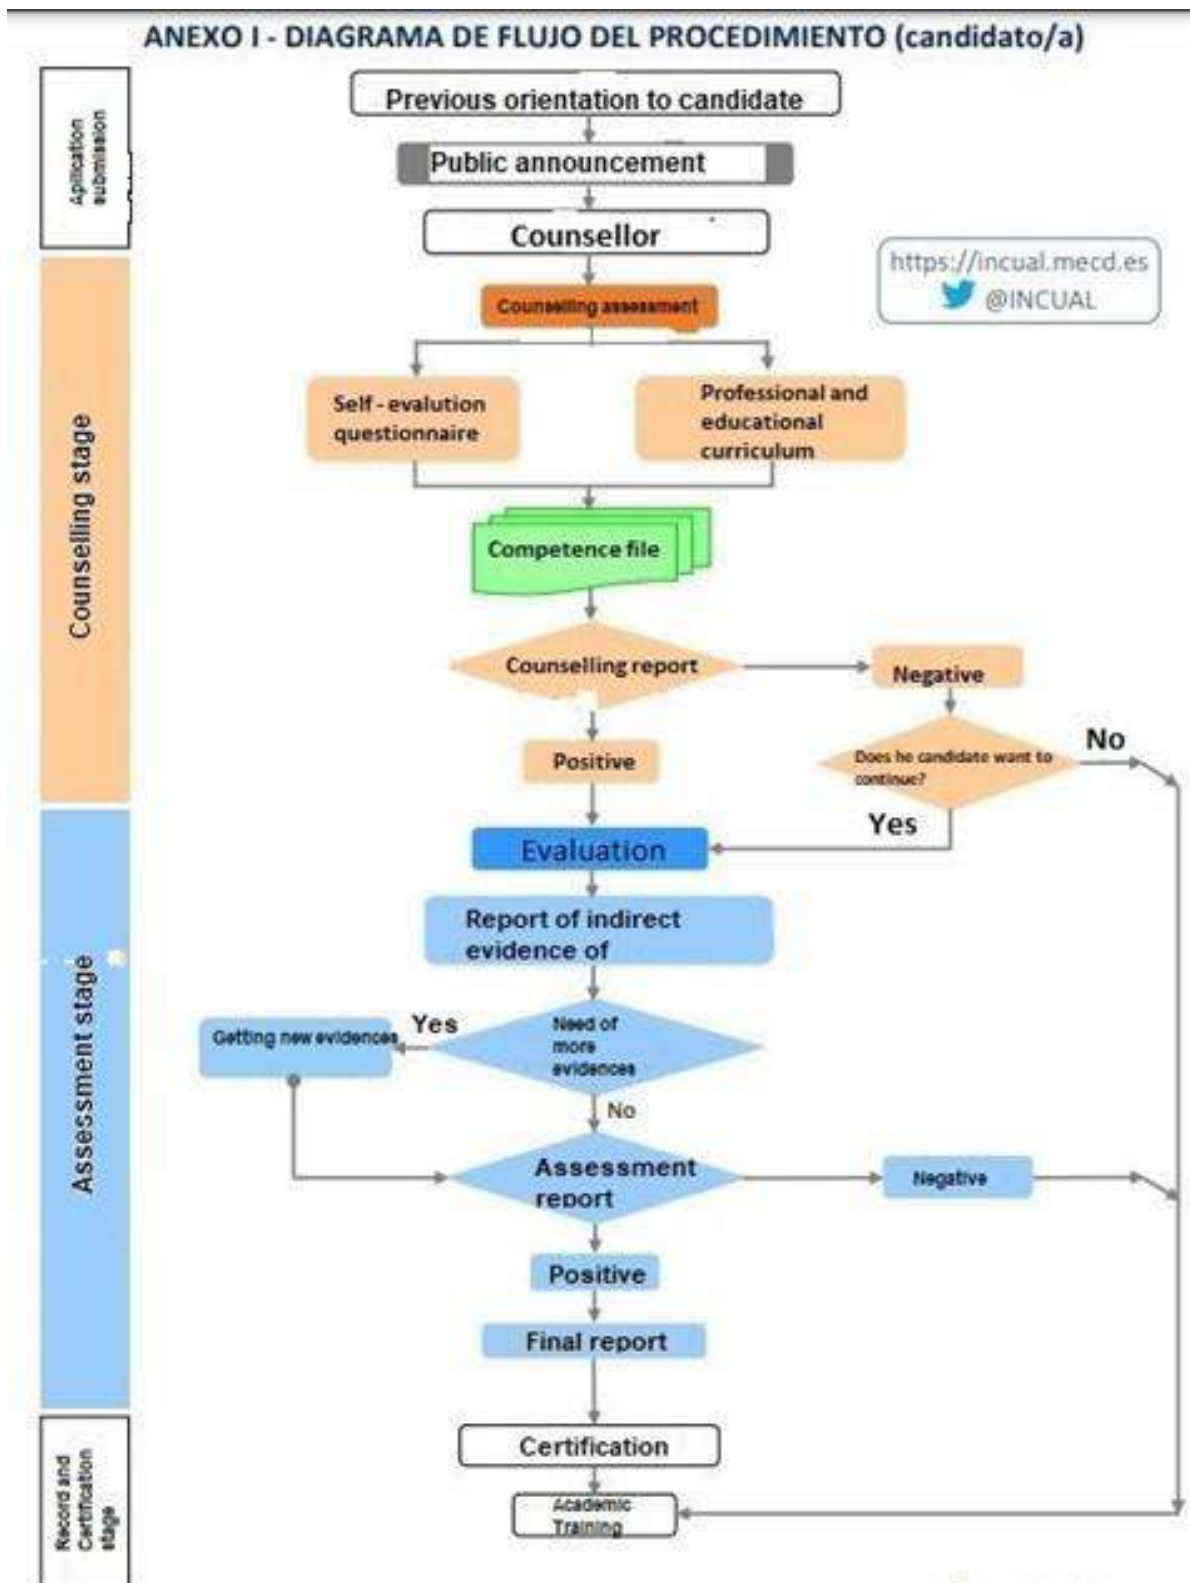 ANEXO I - DIAGRAMA DE FLUJO DEL PROCEDIMIENTO (candidato/a)
Apllication
submission
Previous orientation to candidate
Public announcement
Counsellor
https://incual.mecd.es
@INCUAL
Counselling stage
Counselling assessment
Self - evalution
questionnaire
Professional and
educational
curriculum
Competence file
Counselling report
Negative
Positive
Does he candidate want to
continue?
No
Yes
Assessment stage
Evaluation
Report of indirect
evidence of
Need of
more
evidences
Yes
Getting new evidences
No
Assessment
report
Negative
Positive
Final report
Record and
Certification
stage
Certification
Academic
Training